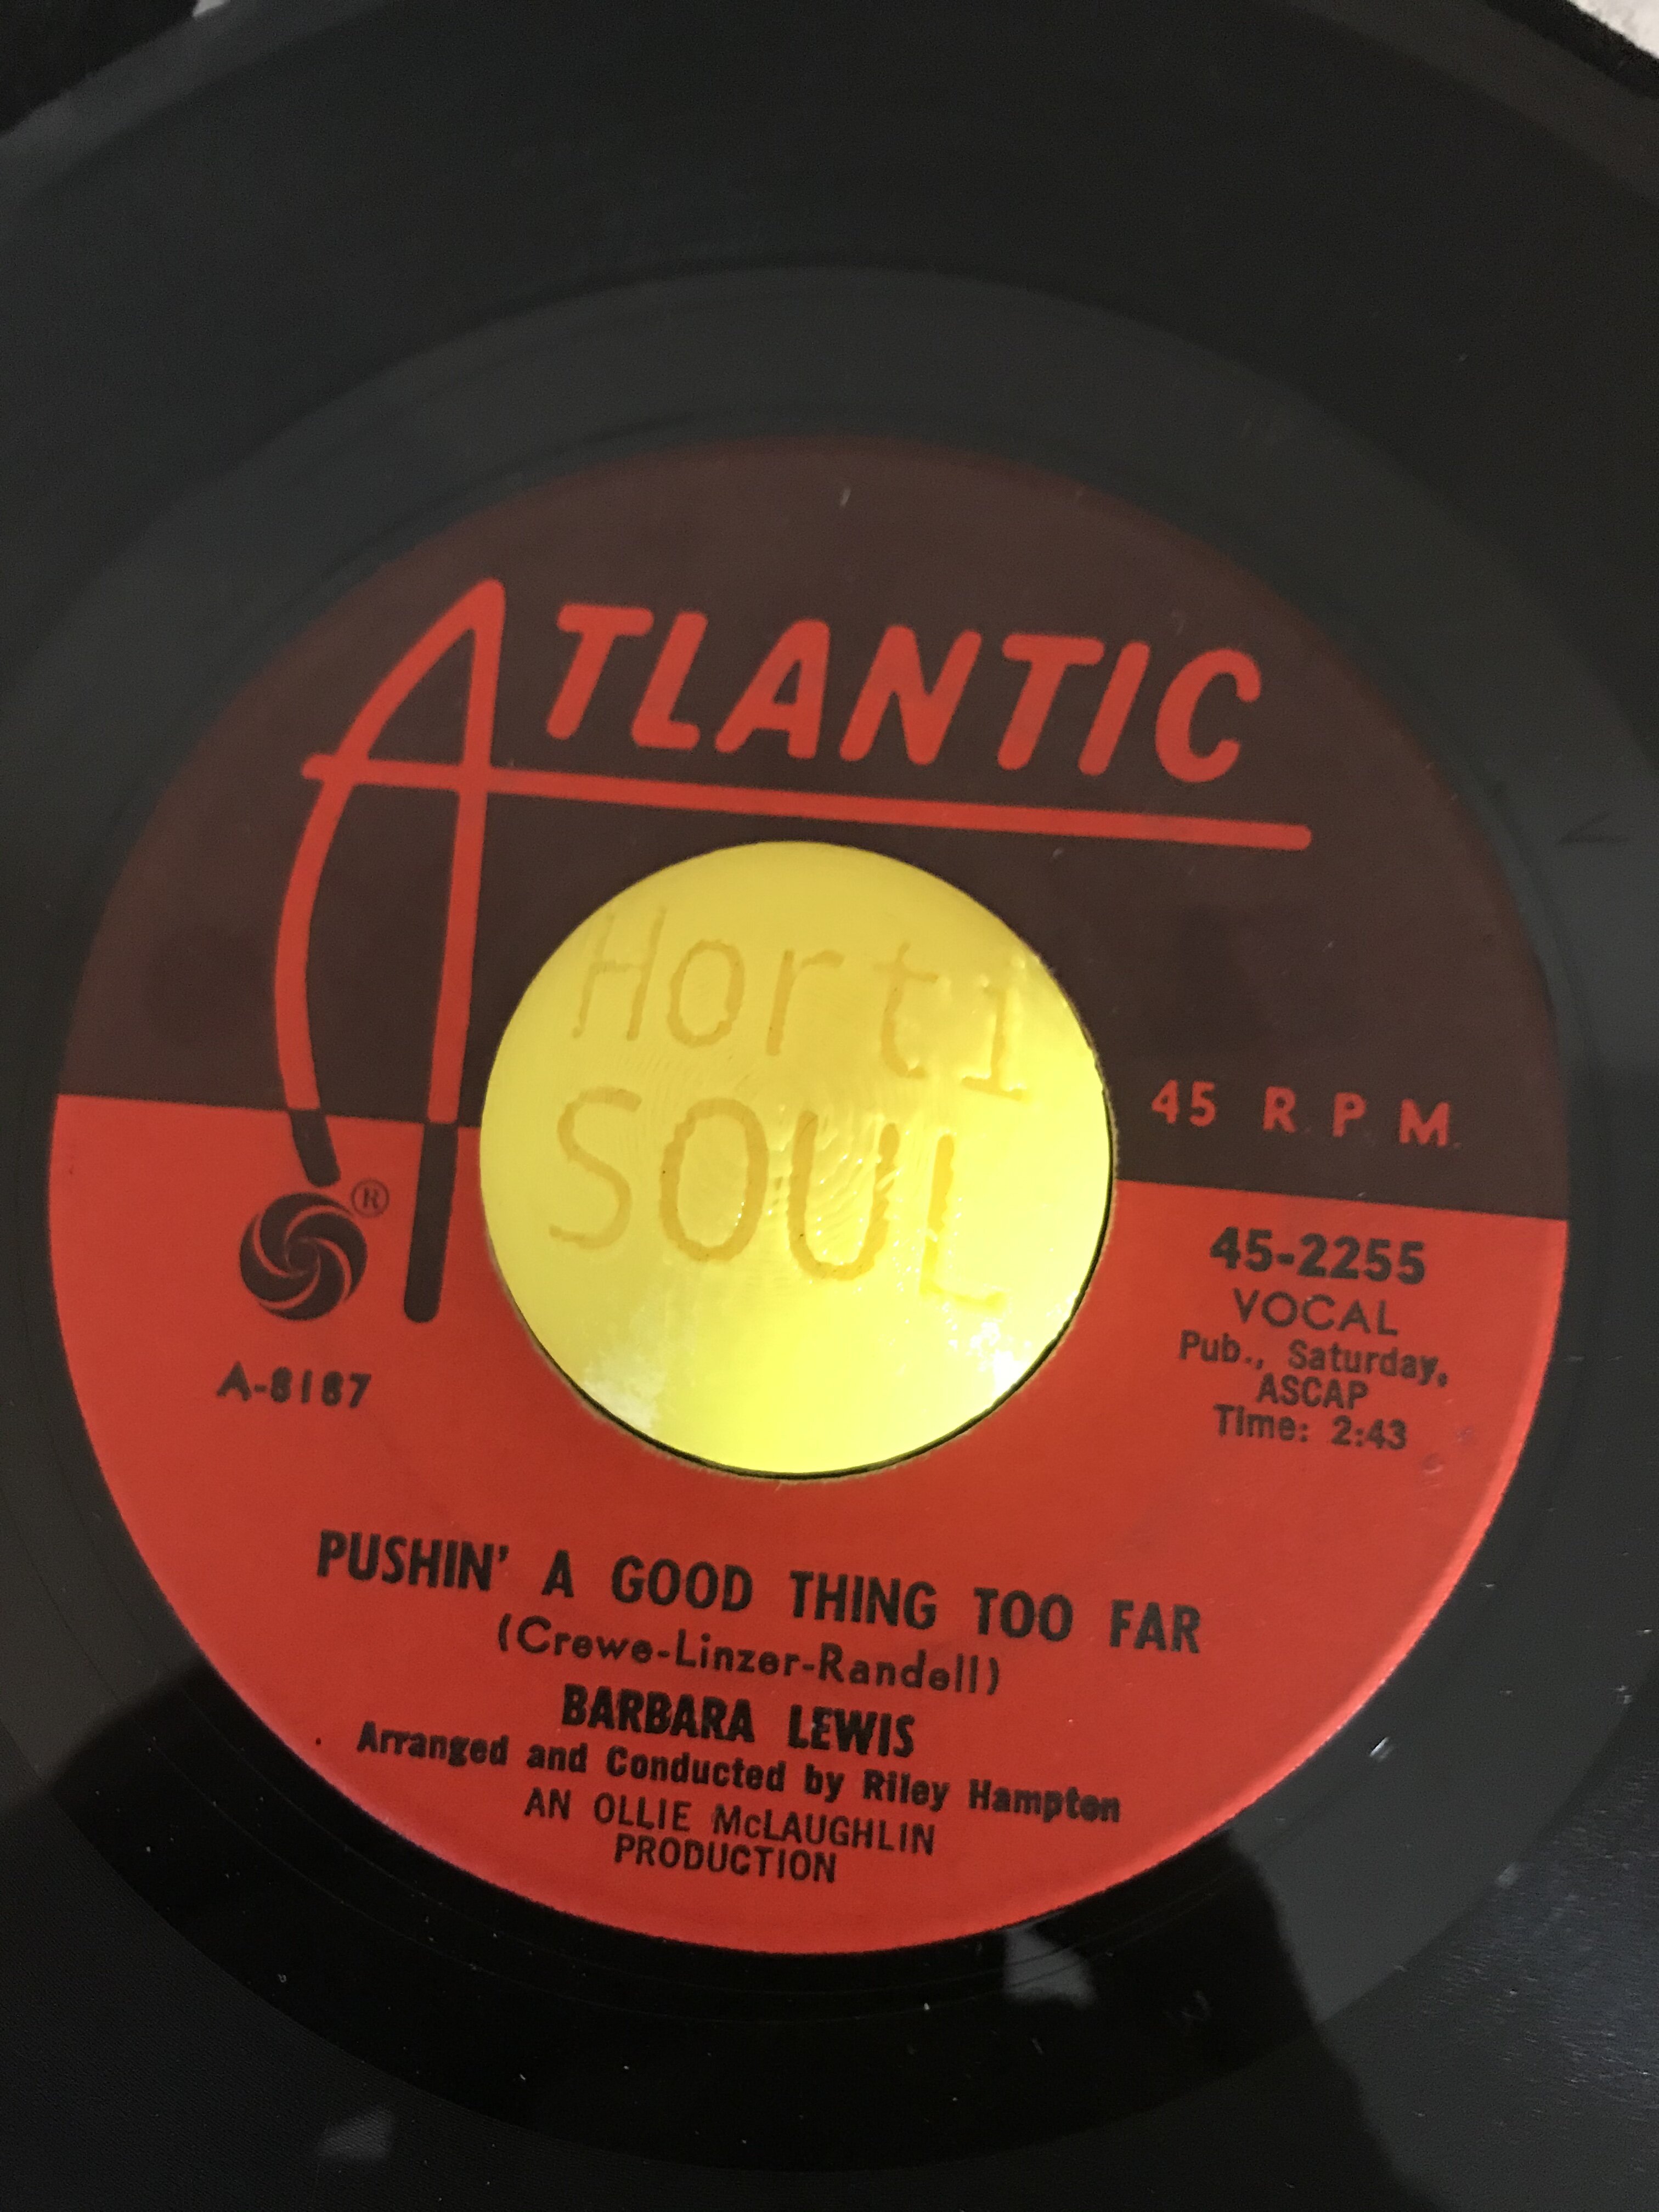 ATLANTIC
Horti
SOUL
45 R.P.M.
®
45-2255
VOCAL
Pub., Saturday,
ASCAP
Time: 2:43
A-8187
PUSHIN' A GOOD THING TOO FAR
(Crewe-Linzer-Randell)
BARBARA LEWIS
Arranged and Conducted by Riley Hampton
AN OLLIE McLAUGHLIN
PRODUCTION